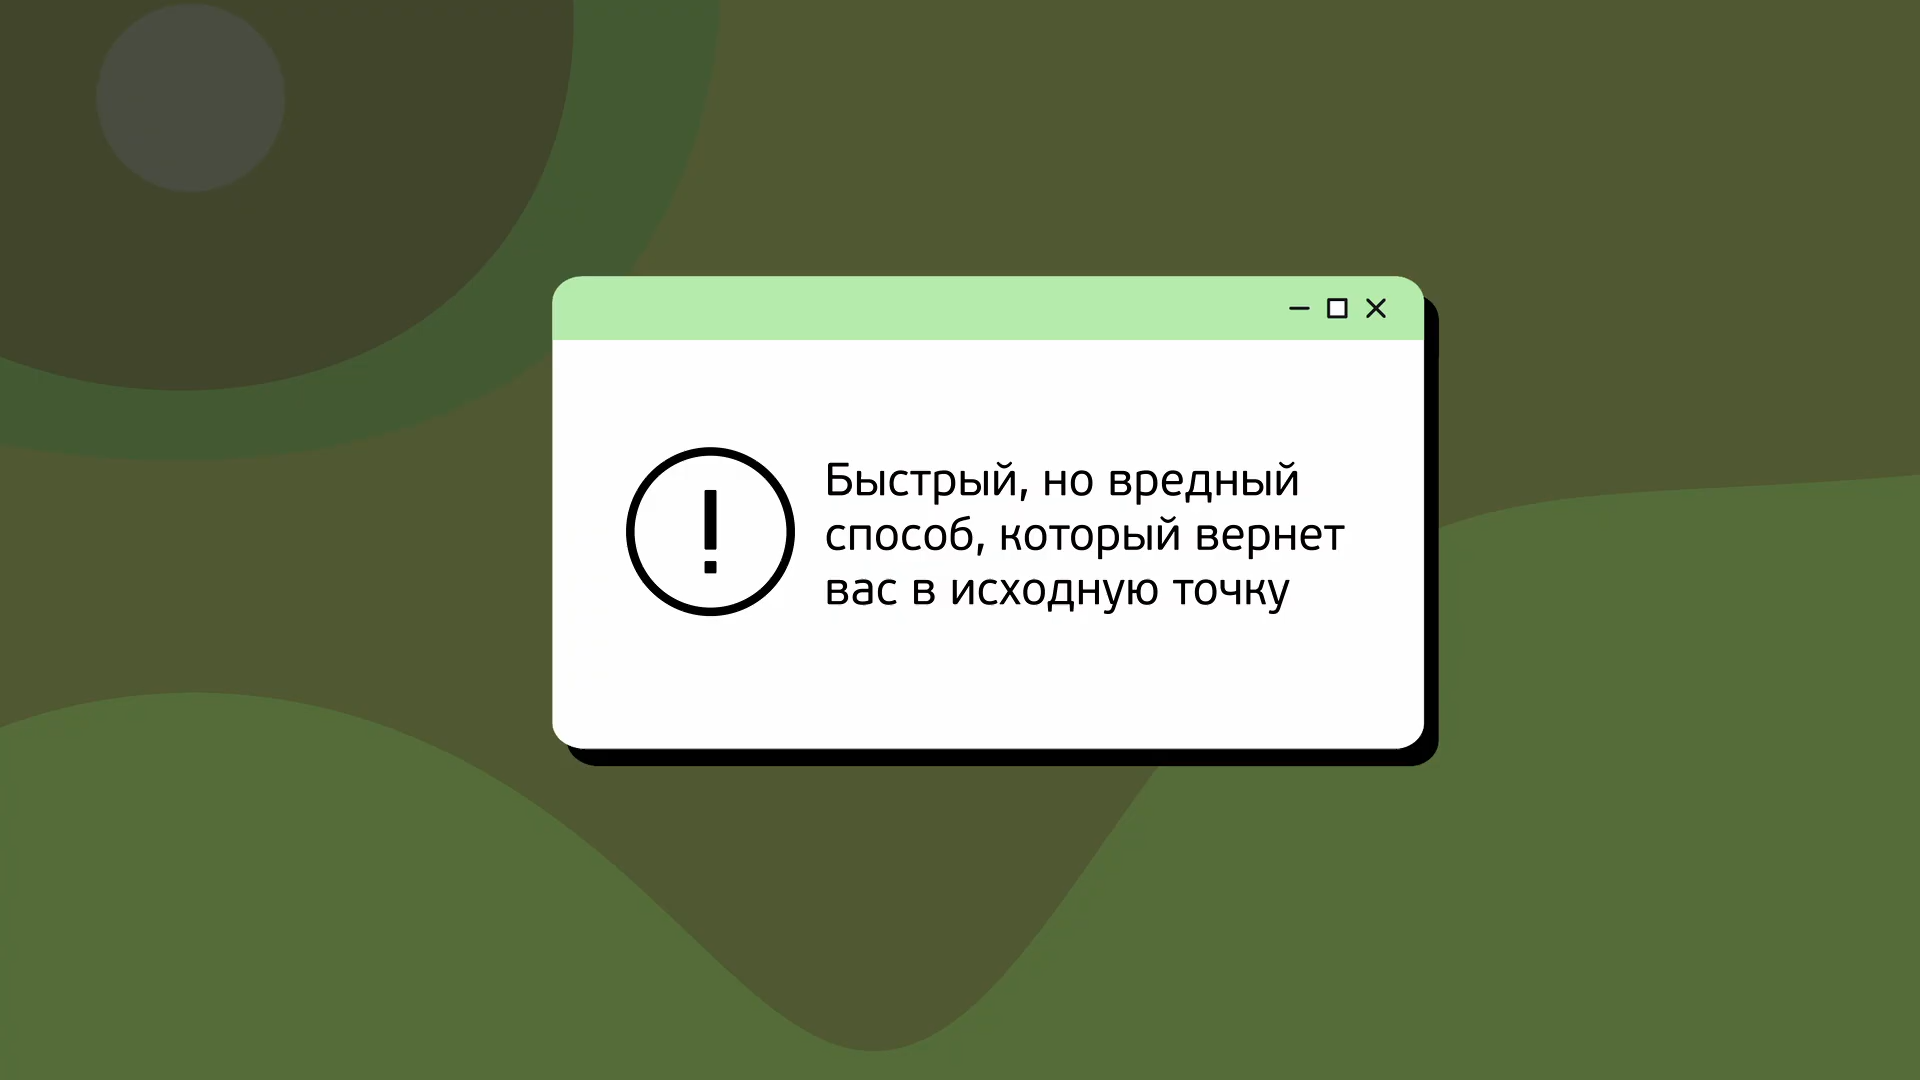 Быстрый, но вредный
способ, который вернет
вас в исходную точку